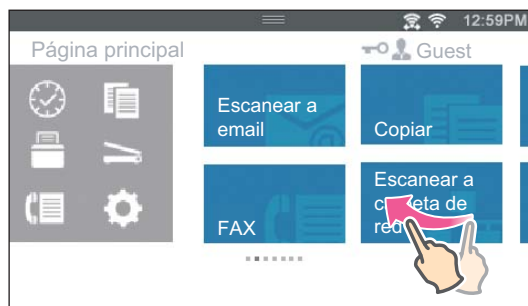 12:59PM
Página principal
Guest
Escanear a
email
Copiar
FAX
Escanear a
carpeta de
red